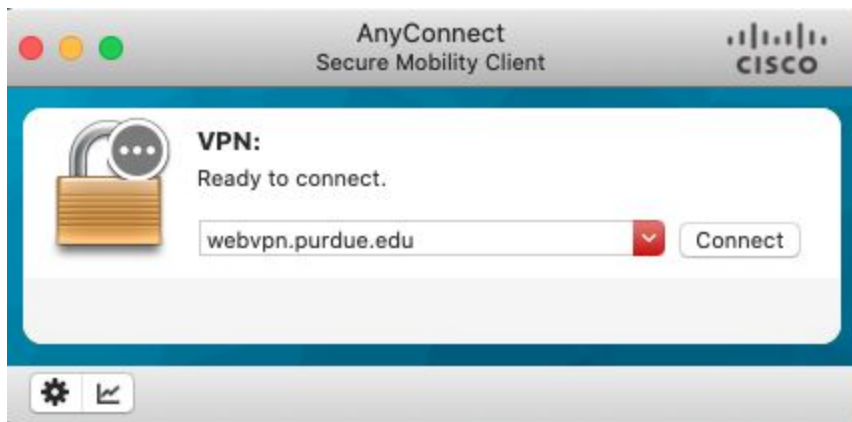 AnyConnect
Secure Mobility Client
CISCO
VPN:
Ready to connect.
webvpn.purdue.edu
Connect